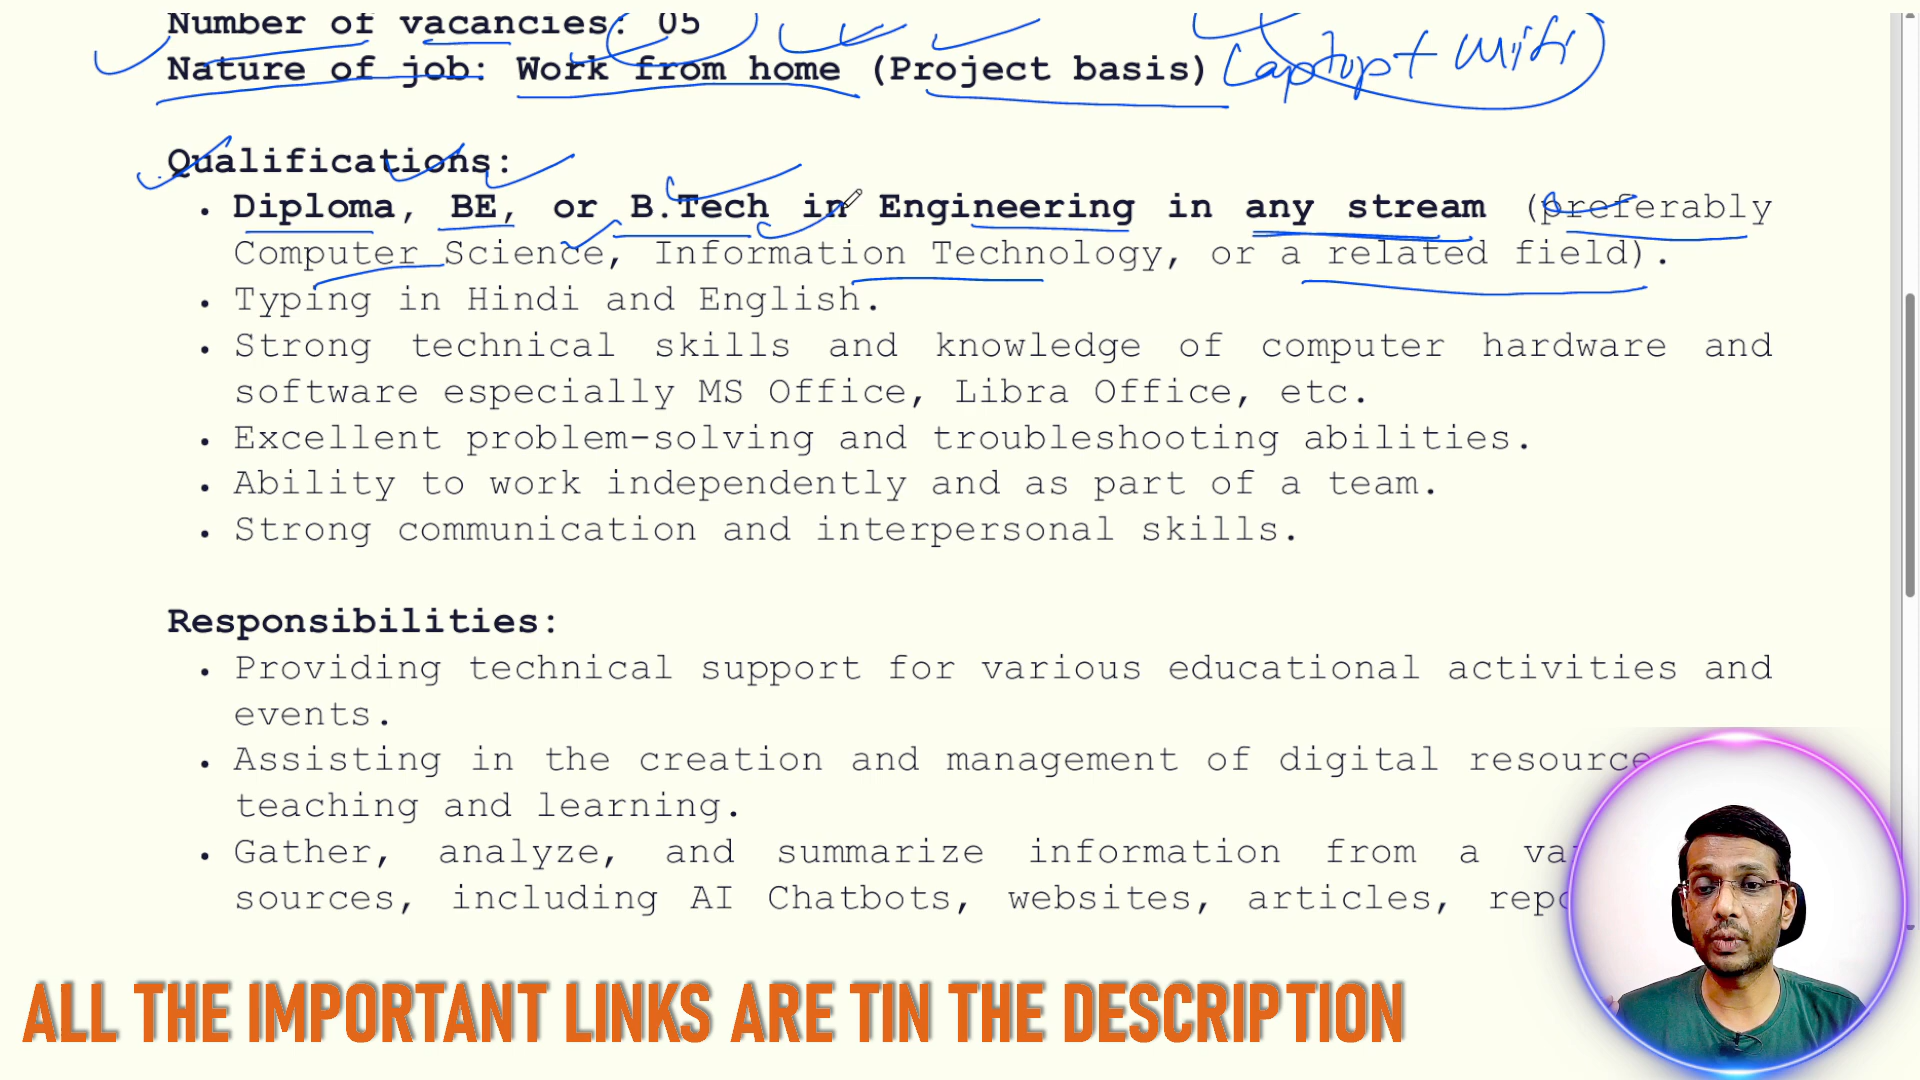 Number of vacancies: 05
Nature of job: Work from home (Project basis) Laptop + Wifi
Qualifications:
• Diploma, BE, or B.Tech in Engineering in any stream (preferably
Computer Science, Information Technology, or a related field).
• Typing in Hindi and English.
• Strong technical skills and knowledge of computer hardware and
software especially MS Office, Libra Office, etc.
• Excellent problem-solving and troubleshooting abilities.
• Ability to work independently and as part of a team.
• Strong communication and interpersonal skills.
Responsibilities:
• Providing technical support for various educational activities and
events.
• Assisting in the creation and management of digital
teaching and learning.
• Gather, analyze, and summarize information from a
sources, including AI Chatbots, websites, articles,
ALL THE IMPORTANT LINKS ARE TIN THE DESCRIPTION